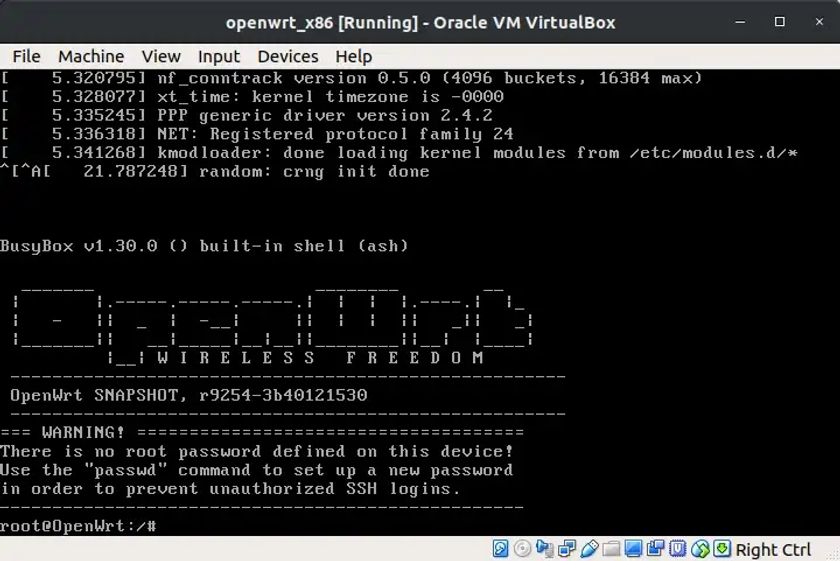 openwrt_x86 [Running] - Oracle VM VirtualBox
File Machine View Input Devices Help
[    5.320795] nf_conntrack version 0.5.0 (4096 buckets, 16384 max)
[    5.328077] xt_time: kernel timezone is -0000
[    5.335245] PPP generic driver version 2.4.2
[    5.336318] NET: Registered protocol family 24
[    5.341268] kmodloader: done loading kernel modules from /etc/modules.d/*
^[^A[   21.787248] random: crng init done
BusyBox v1.30.0 () built-in shell (ash)
OpenWrt
W I R E L E S S   F R E E D O M
-----------------------------------------------------
OpenWrt SNAPSHOT, r9254-3b40121530
-----------------------------------------------------
=== WARNING! =====================================
There is no root password defined on this device!
Use the "passwd" command to set up a new password
in order to prevent unauthorized SSH logins.
--------------------------------------------------
root@OpenWrt:/#
Right Ctrl